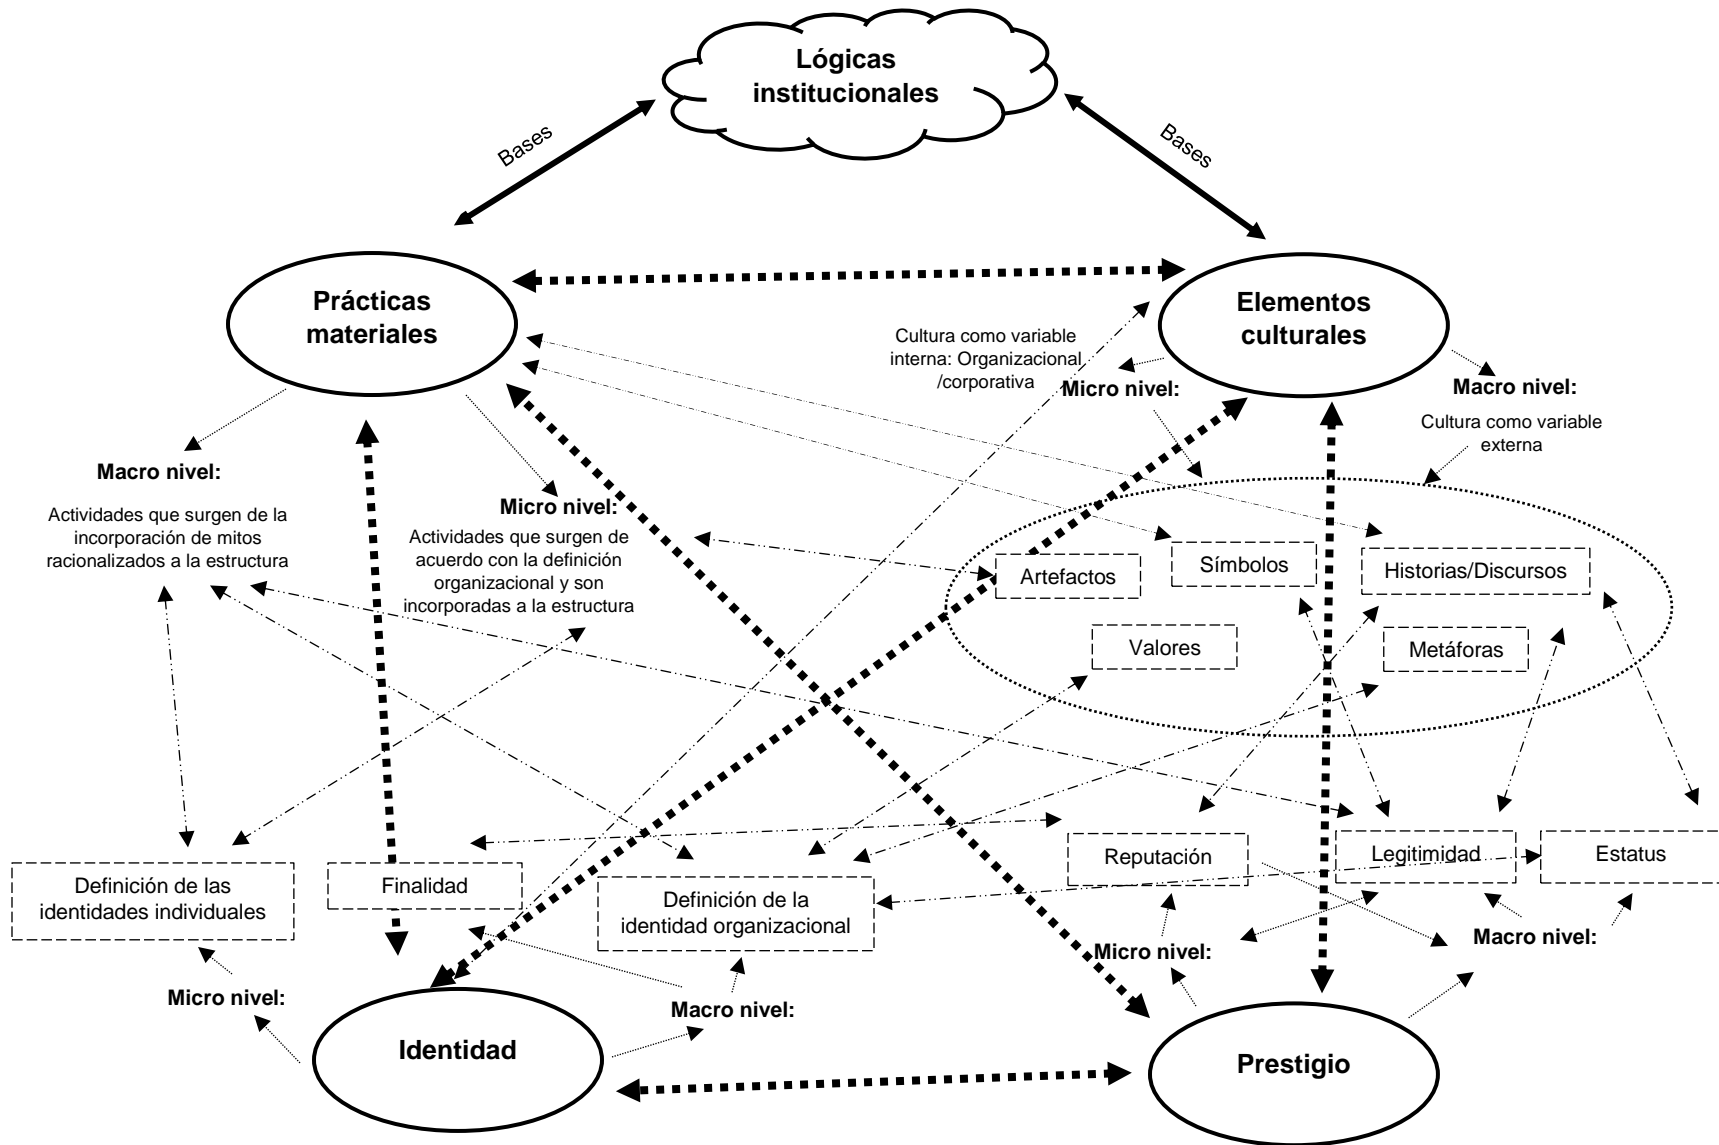 Lógicas
institucionales
Bases
Bases
Prácticas
materiales
Elementos
culturales
Cultura como variable
interna: Organizacional
/corporativa
Micro nivel:
Macro nivel:
Cultura como variable
externa
Macro nivel:
Actividades que surgen de la
incorporación de mitos
racionalizados a la estructura
Micro nivel:
Actividades que surgen de
acuerdo con la definición
organizacional y son
incorporadas a la estructura
Artefactos
Símbolos
Historias/Discursos
Valores
Metáforas
Definición de las
identidades individuales
Finalidad
Definición de la
identidad organizacional
Reputación
Legitimidad
Estatus
Micro nivel:
Macro nivel:
Micro nivel:
Macro nivel:
Identidad
Prestigio